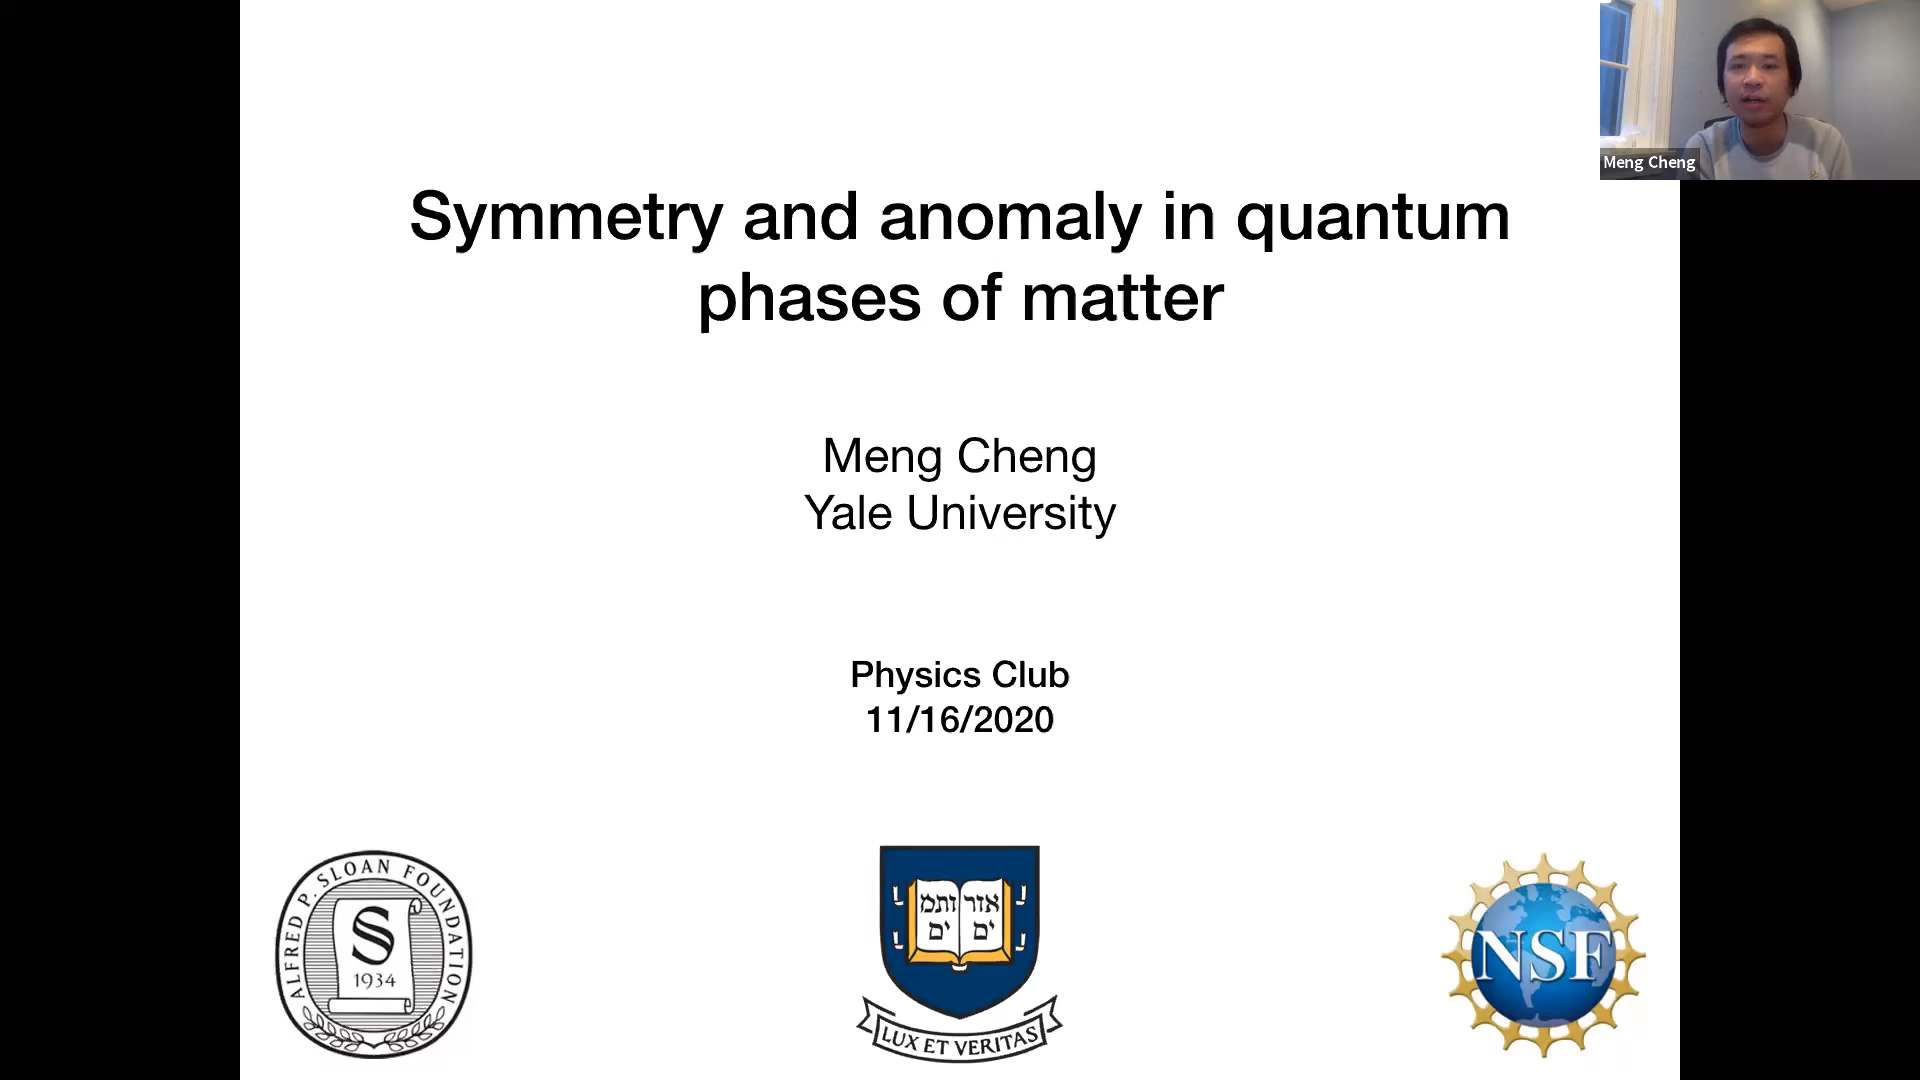 Meng Cheng
Symmetry and anomaly in quantum
phases of matter
Meng Cheng
Yale University
Physics Club
11/16/2020
ALFRED P. SLOAN FOUNDATION
S
1934
אורים
ותמים
LUX ET VERITAS
NSF